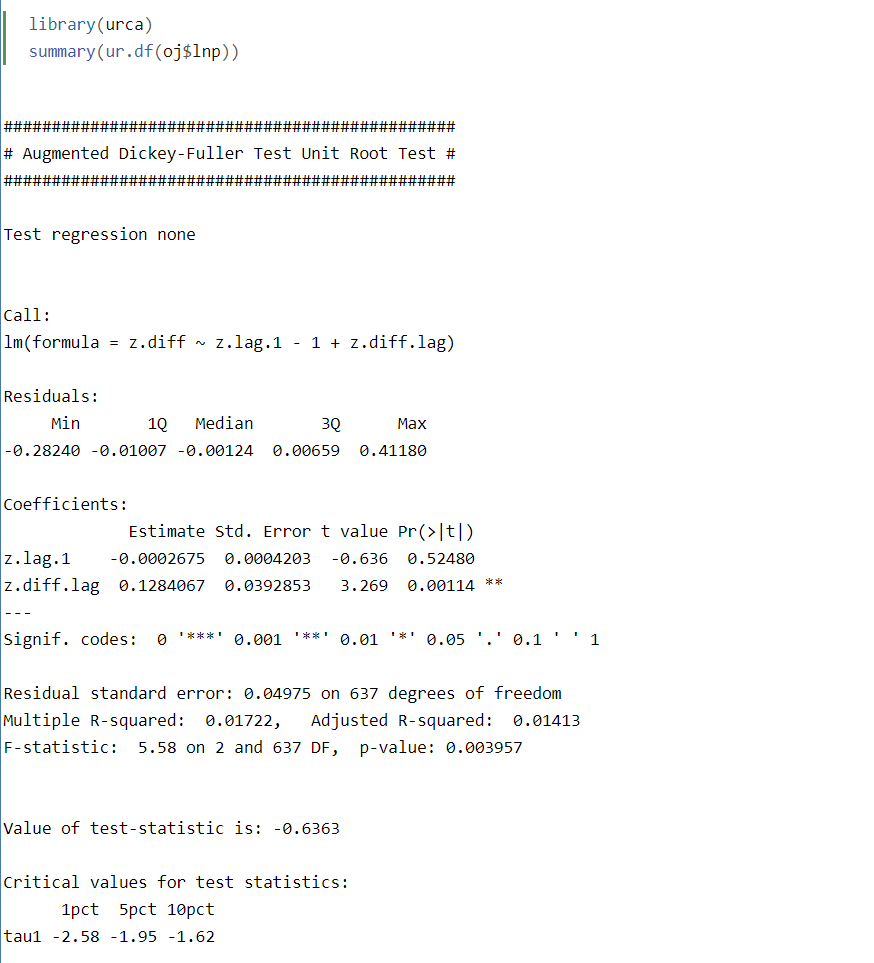 library(urca)
summary(ur.df(oj$lnp))
###############################################
# Augmented Dickey-Fuller Test Unit Root Test #
###############################################
Test regression none
Call:
lm(formula = z.diff ~ z.lag.1 - 1 + z.diff.lag)
Residuals:
     Min       1Q   Median       3Q      Max
-0.28240 -0.01007 -0.00124  0.00659  0.41180
Coefficients:
             Estimate Std. Error t value Pr(>|t|)
z.lag.1    -0.0002675  0.0004203  -0.636  0.52480
z.diff.lag  0.1284067  0.0392853   3.269  0.00114 **
---
Signif. codes:  0 '***' 0.001 '**' 0.01 '*' 0.05 '.' 0.1 ' ' 1
Residual standard error: 0.04975 on 637 degrees of freedom
Multiple R-squared:  0.01722,   Adjusted R-squared:  0.01413
F-statistic:  5.58 on 2 and 637 DF,  p-value: 0.003957
Value of test-statistic is: -0.6363
Critical values for test statistics:
      1pct  5pct 10pct
tau1 -2.58 -1.95 -1.62